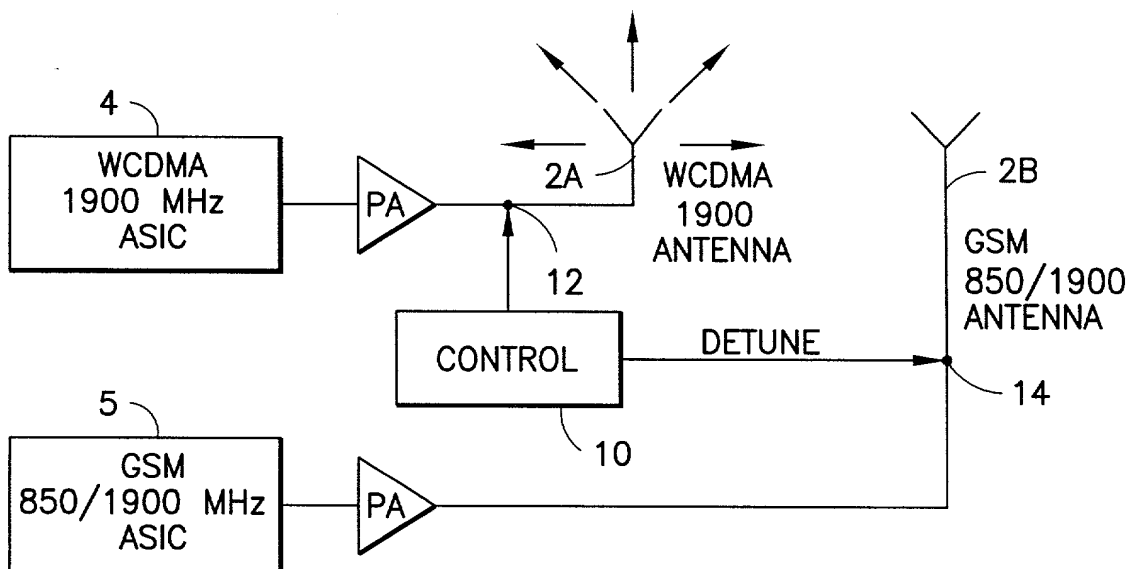 4
WCDMA
1900 MHz
ASIC
PA
2A
WCDMA
1900
ANTENNA
2B
GSM
850/1900
ANTENNA
12
CONTROL
DETUNE
14
10
5
GSM
850/1900 MHz
ASIC
PA